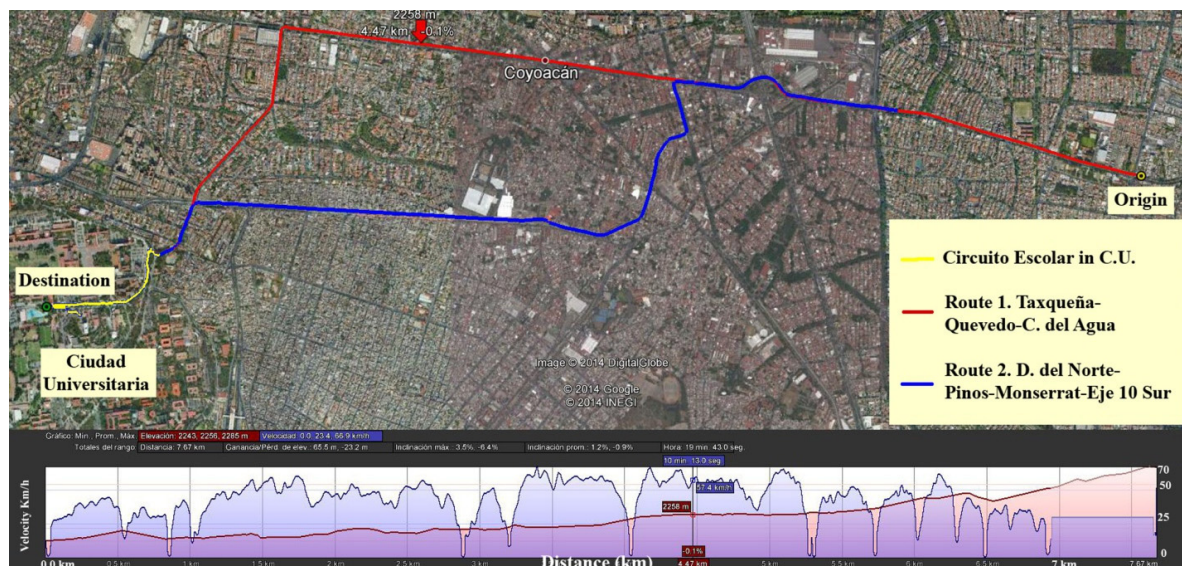 2258 m
4.47 km -0.1%
Coyoacán
Origin
Destination
Ciudad
Universitaria
Circuito Escolar in C.U.
Route 1. Taxqueña-
Quevedo-C. del Agua
Route 2. D. del Norte-
Pinos-Monserrat-Eje 10 Sur
Image © 2014 DigitalGlobe
© 2014 Google
© 2014 INEGI
Gráfico: Mín., Prom., Máx. Elevación: 2243, 2256, 2285 m Velocidad: 0.0, 23.4, 66.9 km/h
Totales del rango: Distancia: 7.67 km Ganancia/Pérd. de elev.: 65.5 m, -23.2 m Inclinación máx.: 3.5%, -6.4% Inclinación prom.: 1.2%, -0.9% Hora: 19 min. 43.0 seg.
10 min. 13.0 seg.
57.4 km/h
2258 m
-0.1%
Velocity Km/h
70
50
25
0
0.0 km 0.5 km 1 km 1.5 km 2 km 2.5 km 3 km Distance (km) 4.47 km 5 km 5.5 km 6 km 6.5 km 7 km 7.67 km